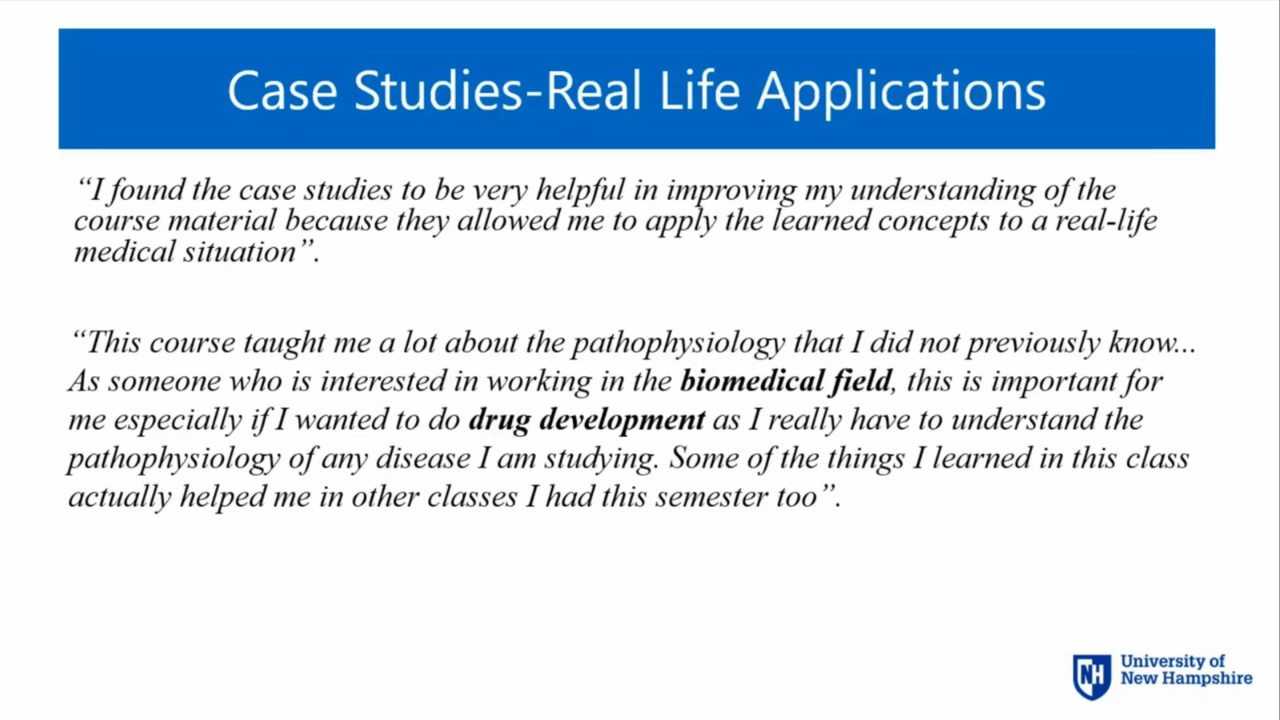 Case Studies-Real Life Applications
“I found the case studies to be very helpful in improving my understanding of the
course material because they allowed me to apply the learned concepts to a real-life
medical situation”.
“This course taught me a lot about the pathophysiology that I did not previously know...
As someone who is interested in working in the biomedical field, this is important for
me especially if I wanted to do drug development as I really have to understand the
pathophysiology of any disease I am studying. Some of the things I learned in this class
actually helped me in other classes I had this semester too”.
NH
University of
New Hampshire